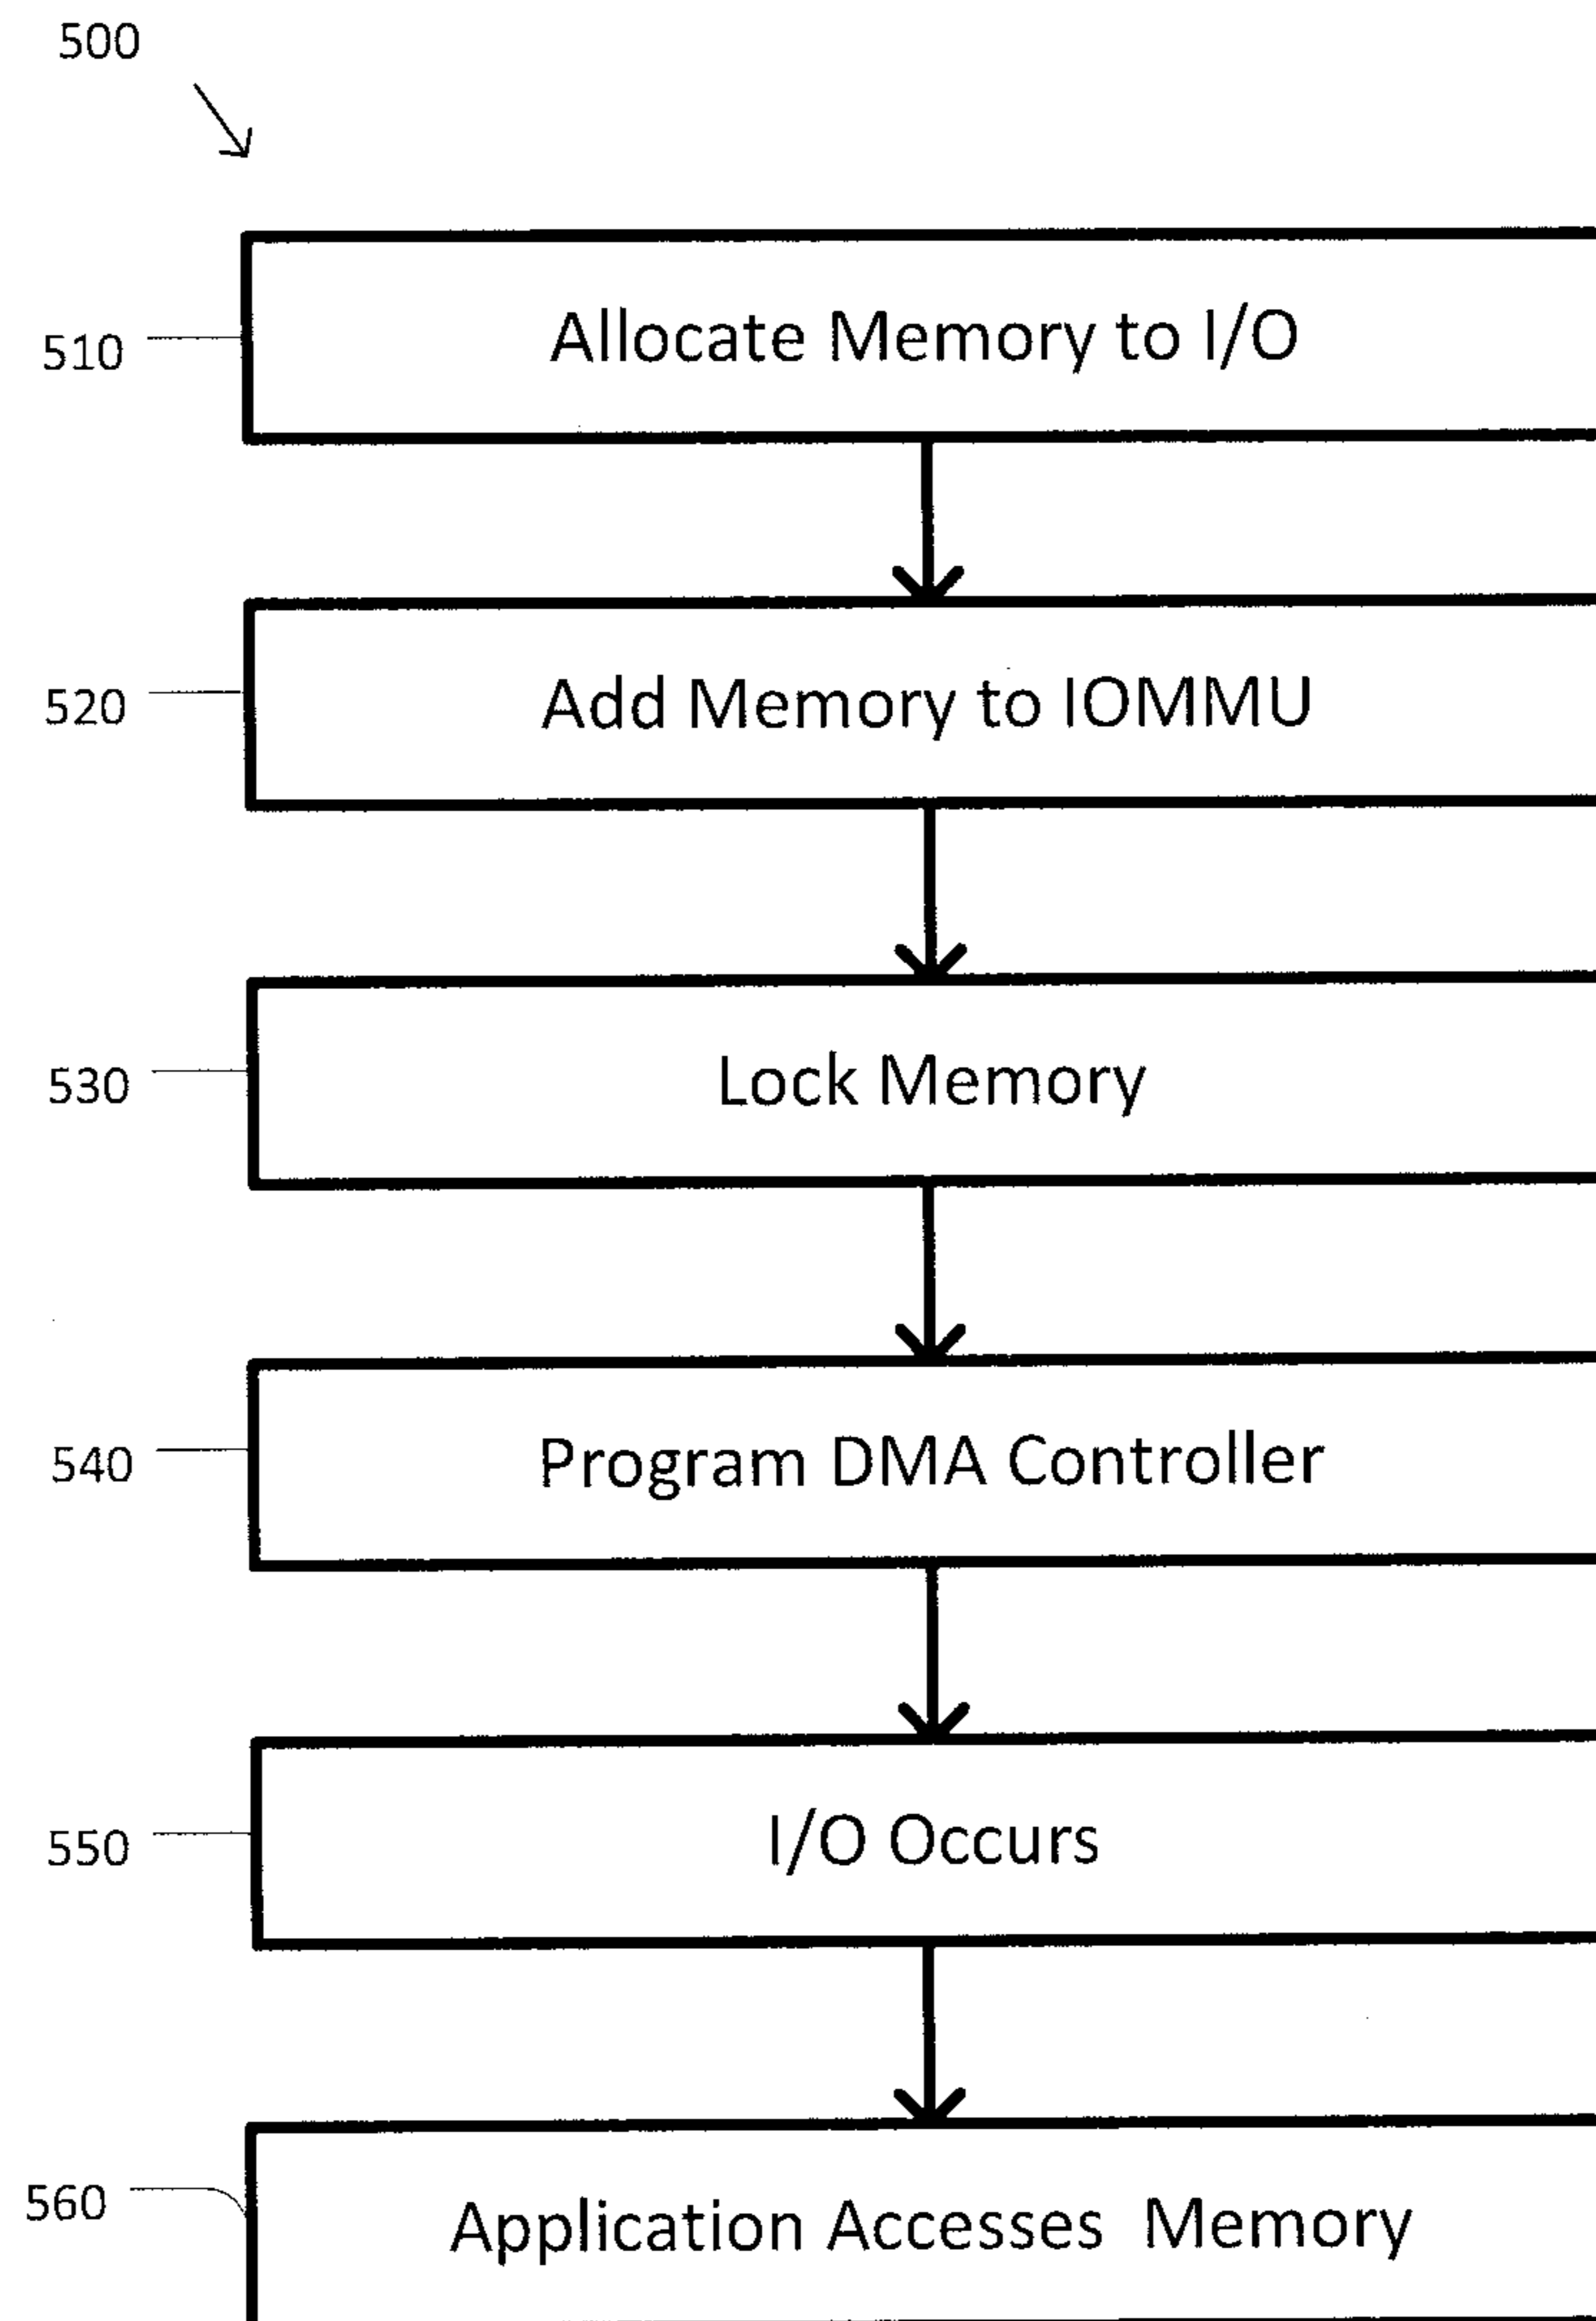 500
510
Allocate Memory to I/O
520
Add Memory to IOMMU
530
Lock Memory
540
Program DMA Controller
550
I/O Occurs
560
Application Accesses Memory